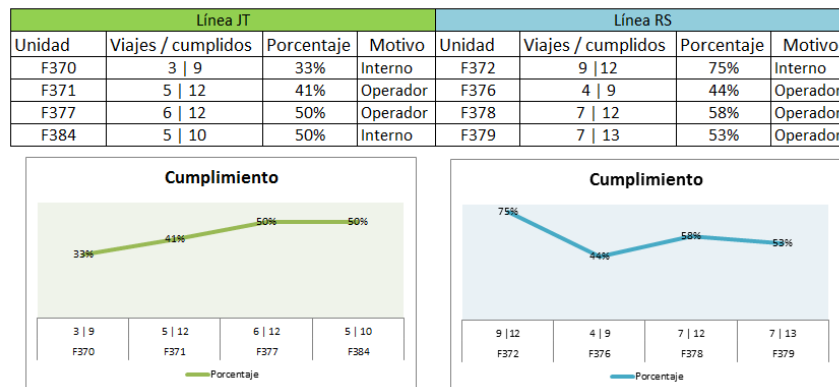 Línea JT Línea RS
Unidad Viajes / cumplidos Porcentaje Motivo Unidad Viajes / cumplidos Porcentaje Motivo
F370 3 | 9 33% Interno F372 9 |12 75% Interno
F371 5 | 12 41% Operador F376 4 | 9 44% Operador
F377 6 | 12 50% Operador F378 7 | 12 58% Operador
F384 5 | 10 50% Interno F379 7 | 13 53% Operador
Cumplimiento
33% 41% 50% 50%
3 | 9 5 | 12 6 | 12 5 | 10
F370 F371 F377 F384
Porcentaje
Cumplimiento
75% 44% 58% 53%
9 |12 4 | 9 7 | 12 7 | 13
F372 F376 F378 F379
Porcentaje